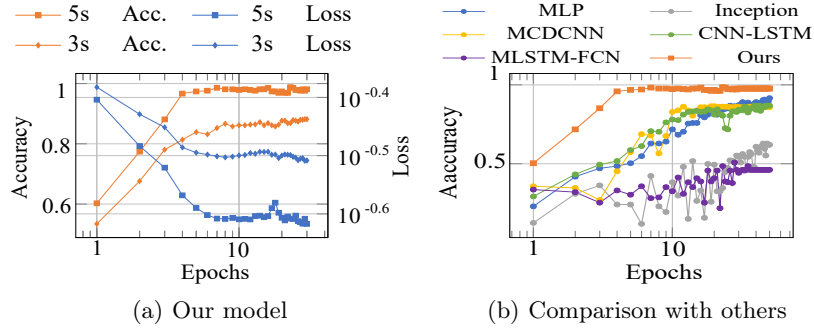 5s Acc. 5s Loss
3s Acc. 3s Loss
1
0.8
0.6
Accuracy
10^{-0.4}
10^{-0.5}
10^{-0.6}
Loss
1 10
Epochs
(a) Our model
MLP Inception
MCDCNN CNN-LSTM
MLSTM-FCN Ours
1
0.5
Aaccuracy
1 10
Epochs
(b) Comparison with others